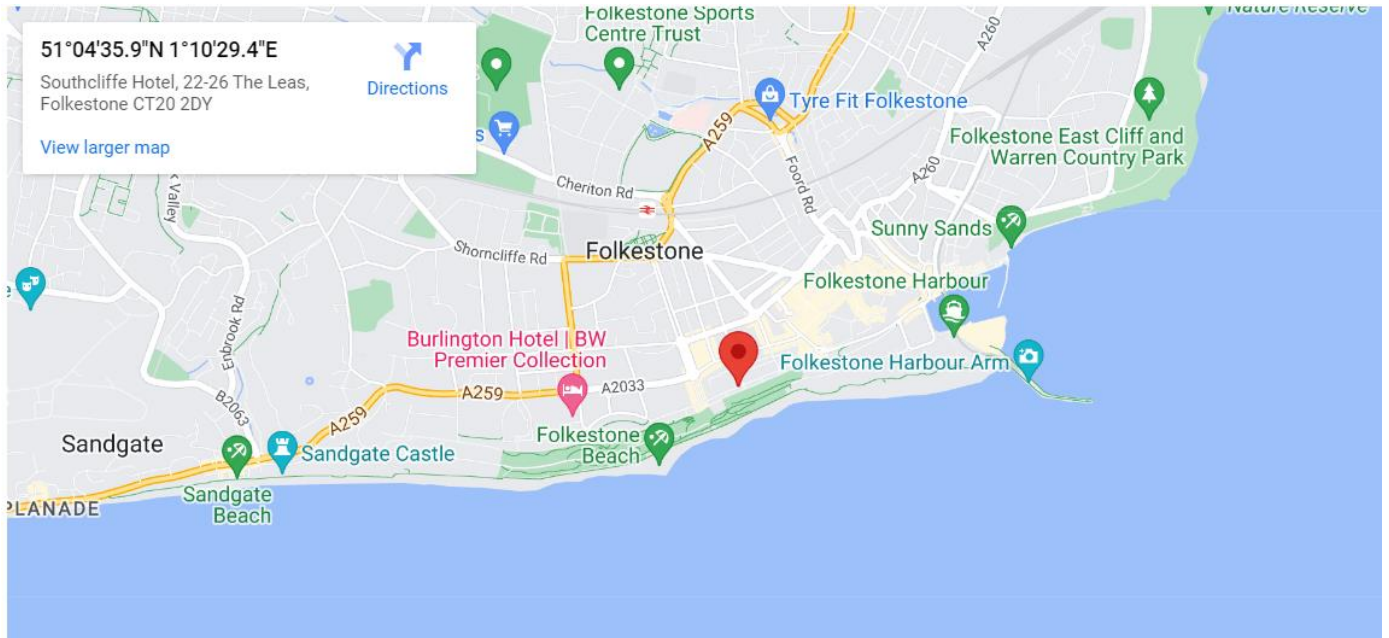 51°04'35.9"N 1°10'29.4"E
Southcliffe Hotel, 22-26 The Leas,
Folkestone CT20 2DY
Directions
View larger map
Folkestone Sports
Centre Trust
Nature Reserve
A260
Tyre Fit Folkestone
A259
Folkestone East Cliff and
Warren Country Park
Cheriton Rd
Foord Rd
A260
Sunny Sands
Shorncliffe Rd
Folkestone
Folkestone Harbour
Enbrook Rd
Valley
Burlington Hotel | BW
Premier Collection
Folkestone Harbour Arm
A2033
A259
B2063
A259
Folkestone
Beach
Sandgate
Sandgate Castle
Sandgate
Beach
PLANADE